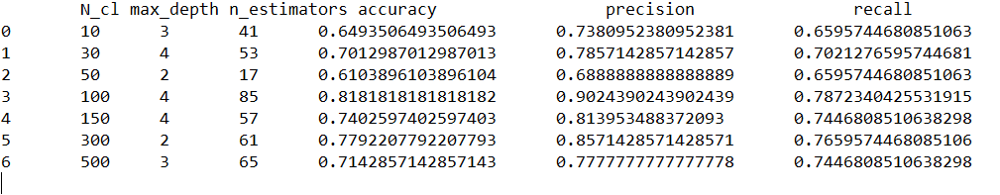 N_cl max_depth n_estimators accuracy precision recall
0 10 3 41 0.6493506493506493 0.7380952380952381 0.6595744680851063
1 30 4 53 0.7012987012987013 0.7857142857142857 0.7021276595744681
2 50 2 17 0.6103896103896104 0.6888888888888889 0.6595744680851063
3 100 4 85 0.8181818181818182 0.9024390243902439 0.7872340425531915
4 150 4 57 0.7402597402597403 0.813953488372093 0.7446808510638298
5 300 2 61 0.7792207792207793 0.8571428571428571 0.7659574468085106
6 500 3 65 0.7142857142857143 0.7777777777777778 0.7446808510638298